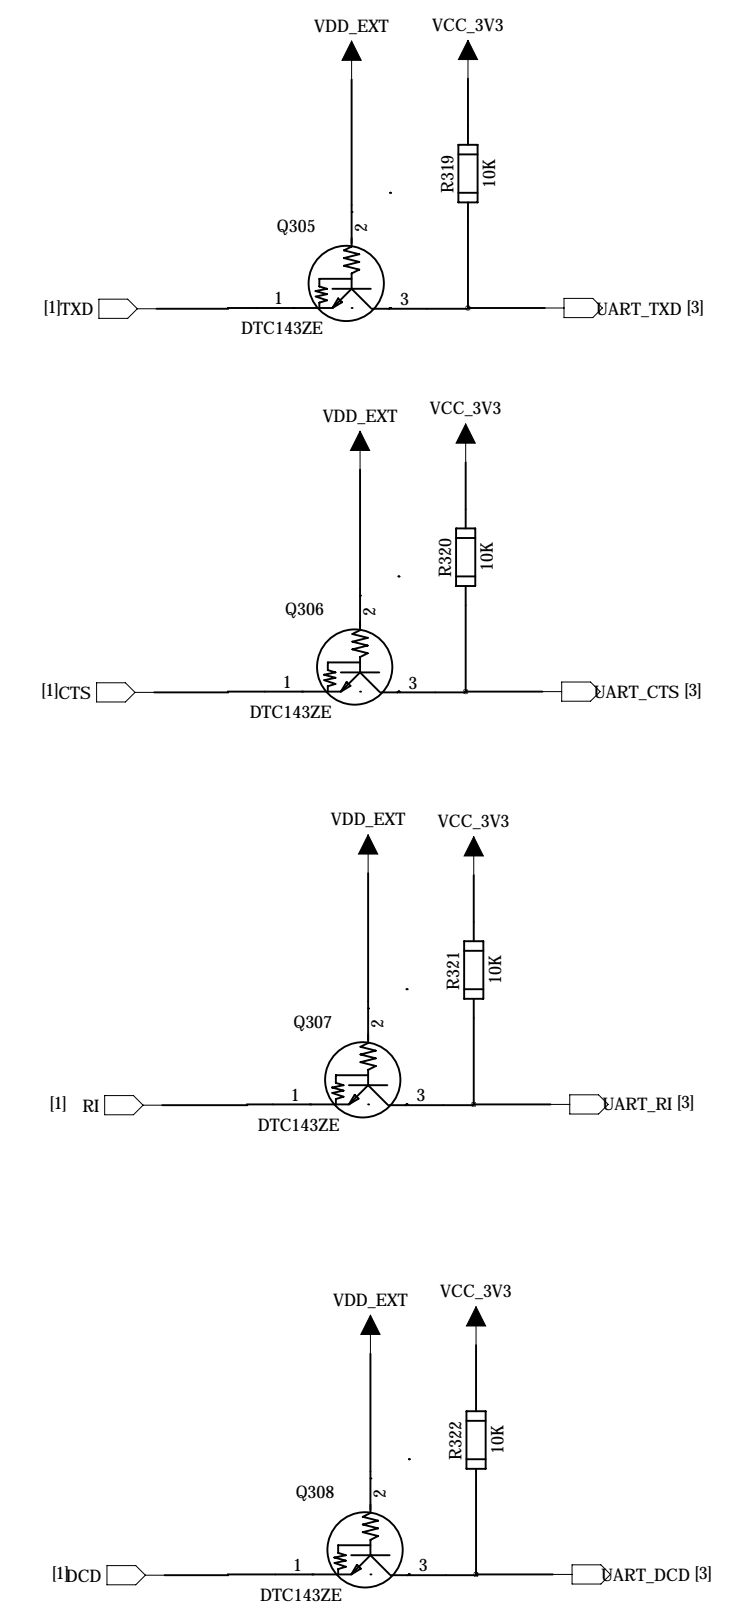 VDD_EXT
VCC_3V3
R319
10K
Q305
2
[1]TXD
1
3
UART_TXD [3]
DTC143ZE
VDD_EXT
VCC_3V3
R320
10K
Q306
2
[1]CTS
1
3
UART_CTS [3]
DTC143ZE
VDD_EXT
VCC_3V3
R321
10K
Q307
2
[1] RI
1
3
UART_RI [3]
DTC143ZE
VDD_EXT
VCC_3V3
R322
10K
Q308
2
[1]DCD
1
3
UART_DCD [3]
DTC143ZE